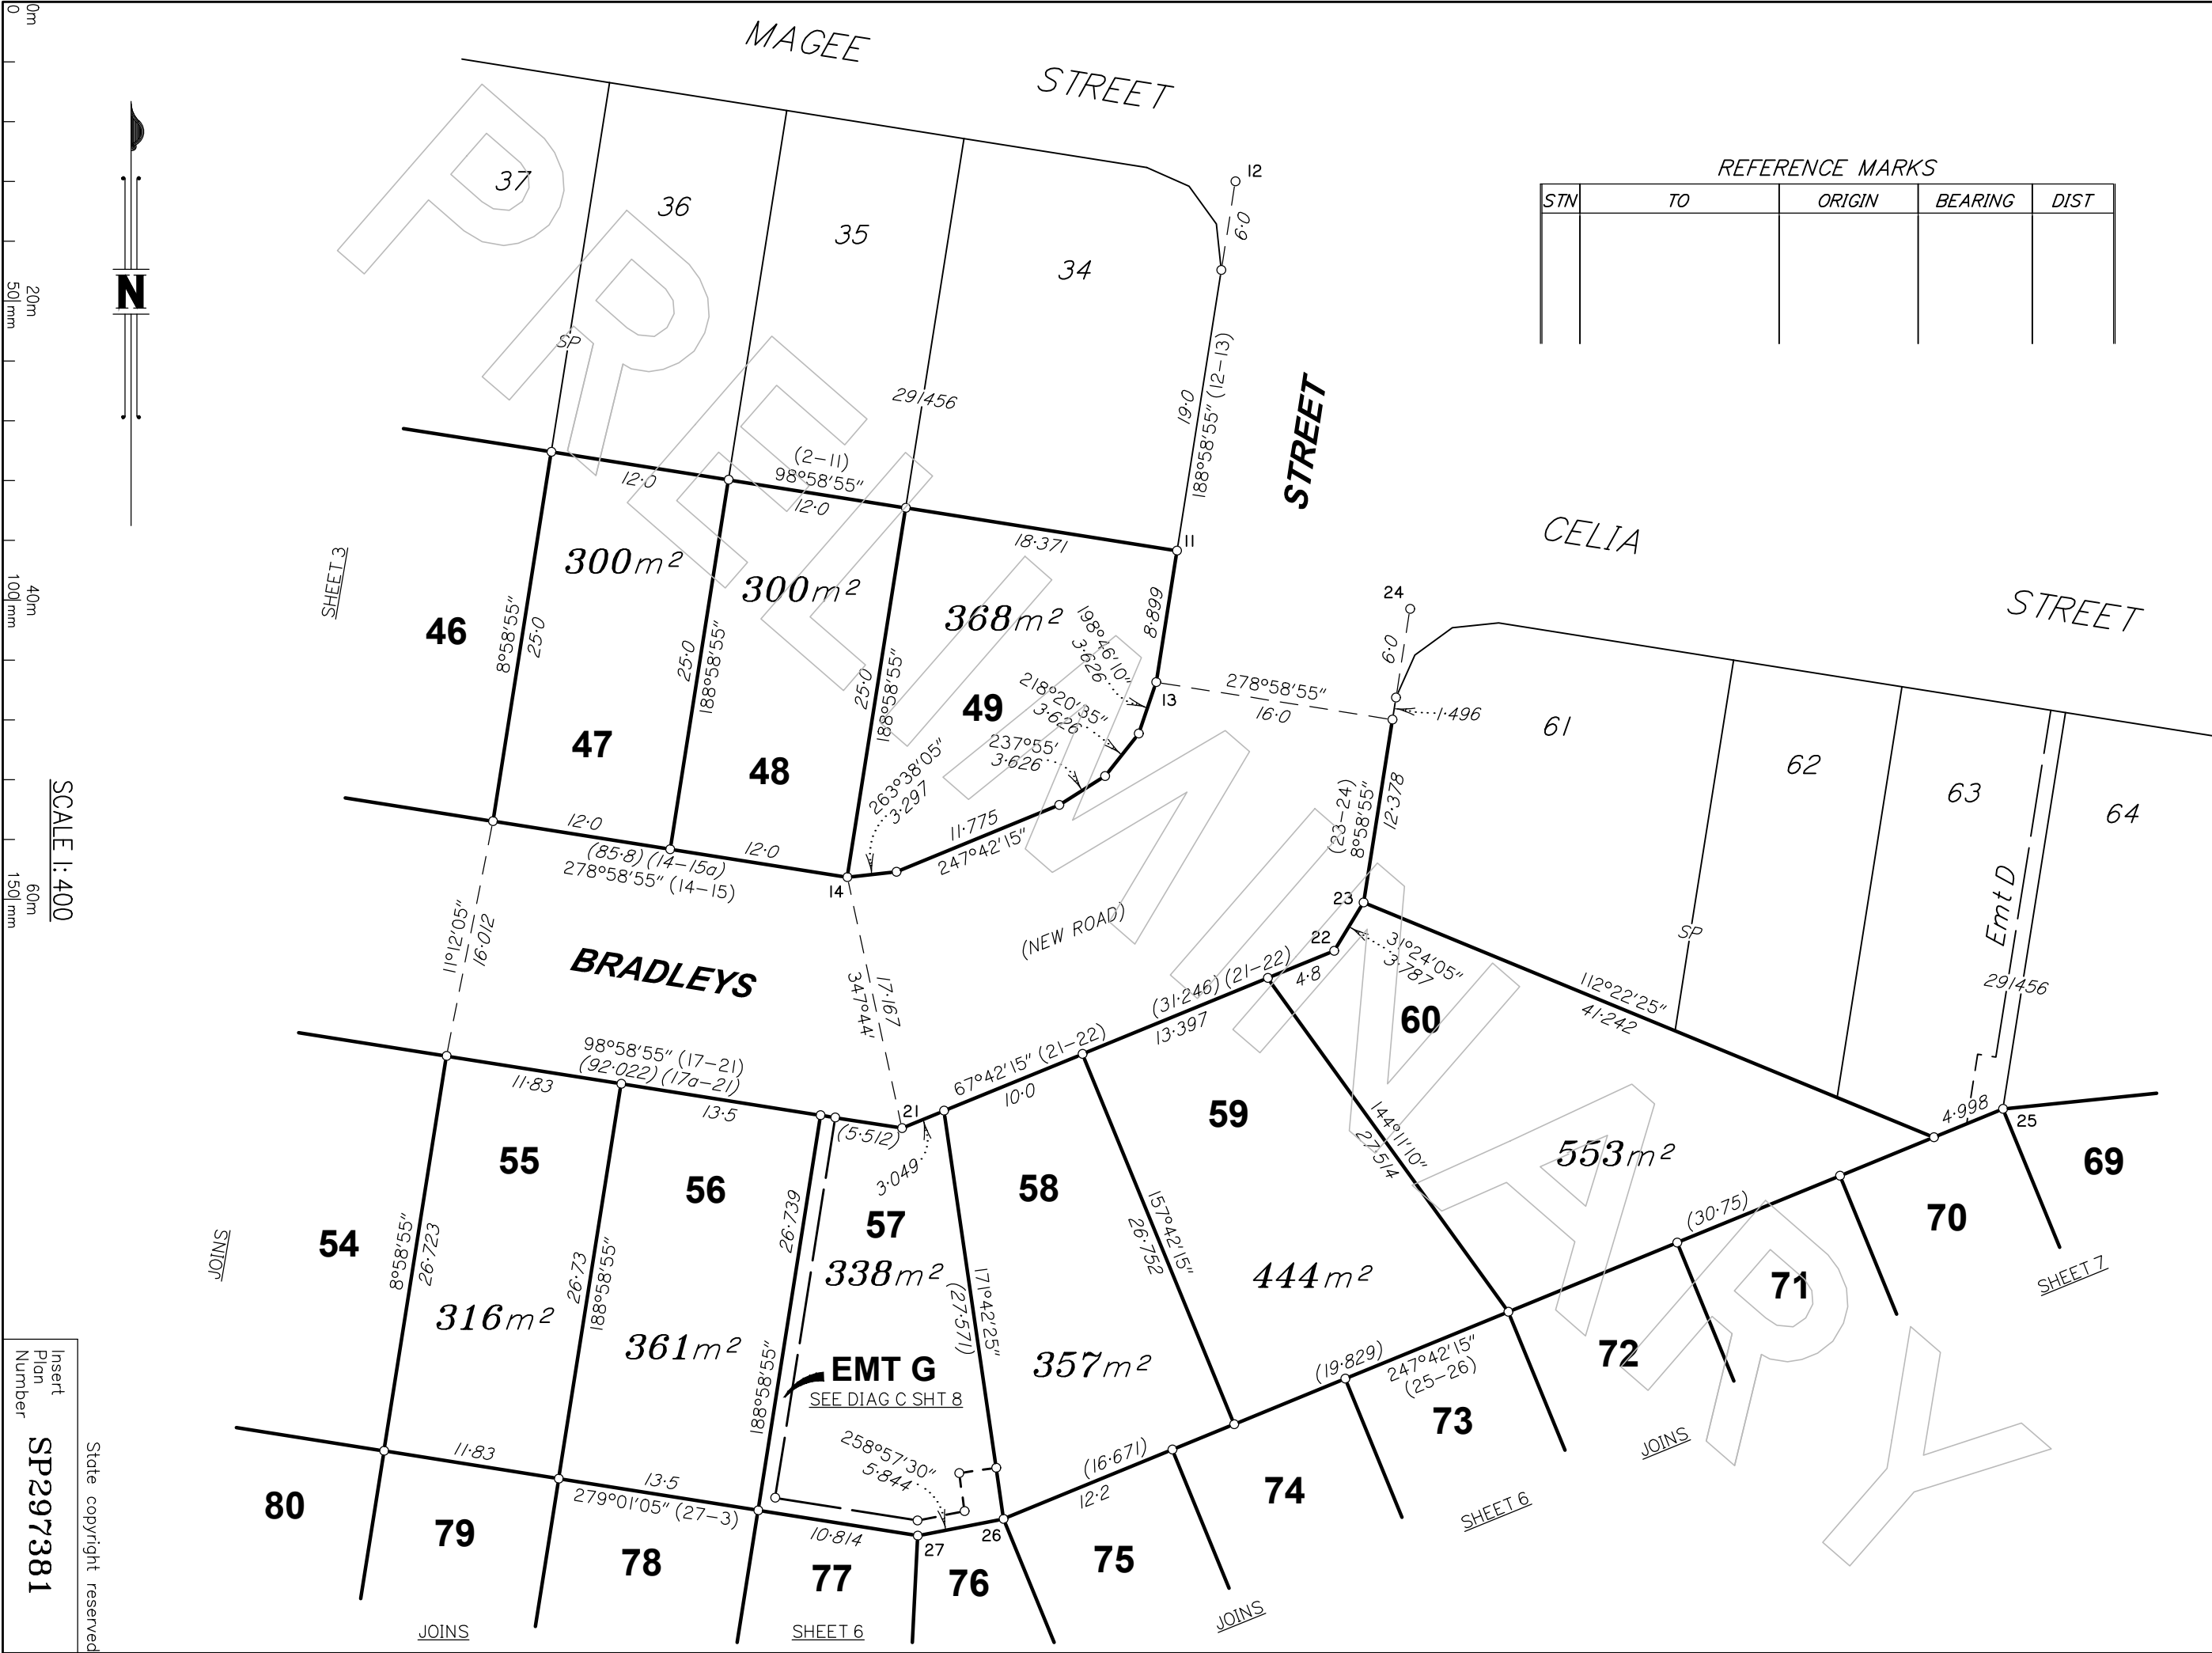 MAGEE
STREET
REFERENCE MARKS
STN TO ORIGIN BEARING DIST
0m
0
20m
50mm
40m
100mm
60m
150mm
SCALE 1:400
N
37
36
35
34
12
6·0
SP
291456
19·0
188°58'55" (12-13)
STREET
(2-11)
98°58'55"
12·0
12·0
18·371
11
CELIA
STREET
SHEET 3
46
8°58'55"
25·0
300m²
47
25·0
188°58'55"
300m²
48
25·0
188°58'55"
368m²
49
8·899
198°46'10"
3·626
218°20'35"
3·626
237°55'
3·626
13
263°38'05"
3·297
11·775
247°42'15"
278°58'55"
16·0
24
6·0
1·496
61
62
63
64
Emt D
SP
291456
(23-24)
8°58'55"
12·378
12·0
(85·8) (14-15a)
278°58'55" (14-15)
12·0
14
23
22
31°24'05"
3·787
4·8
60
112°22'25"
41·242
11°12'05"
16·012
BRADLEYS
17·167
347°44'
(NEW ROAD)
(31·246) (21-22)
13·397
67°42'15" (21-22)
10·0
98°58'55" (17-21)
(92·022) (17a-21)
11·83
13·5
(5·512)
21
3·049
4·998
25
55
56
57
58
59
144°11'10"
27·514
553m²
69
70
(30·75)
71
SHEET 7
JOINS
54
8°58'55"
26·723
316m²
26·73
188°58'55"
361m²
26·739
188°58'55"
338m²
171°42'25"
(27·571)
157°42'15"
26·752
444m²
357m²
EMT G
SEE DIAG C SHT 8
258°57'30"
5·844
(19·829)
247°42'15"
(25-26)
72
73
JOINS
(16·671)
12·2
74
SHEET 6
11·83
13·5
279°01'05" (27-3)
10·814
27
26
80
79
78
77
76
75
JOINS
SHEET 6
JOINS
State copyright reserved
Insert
Plan
Number
SP297381
PRELIMINARY